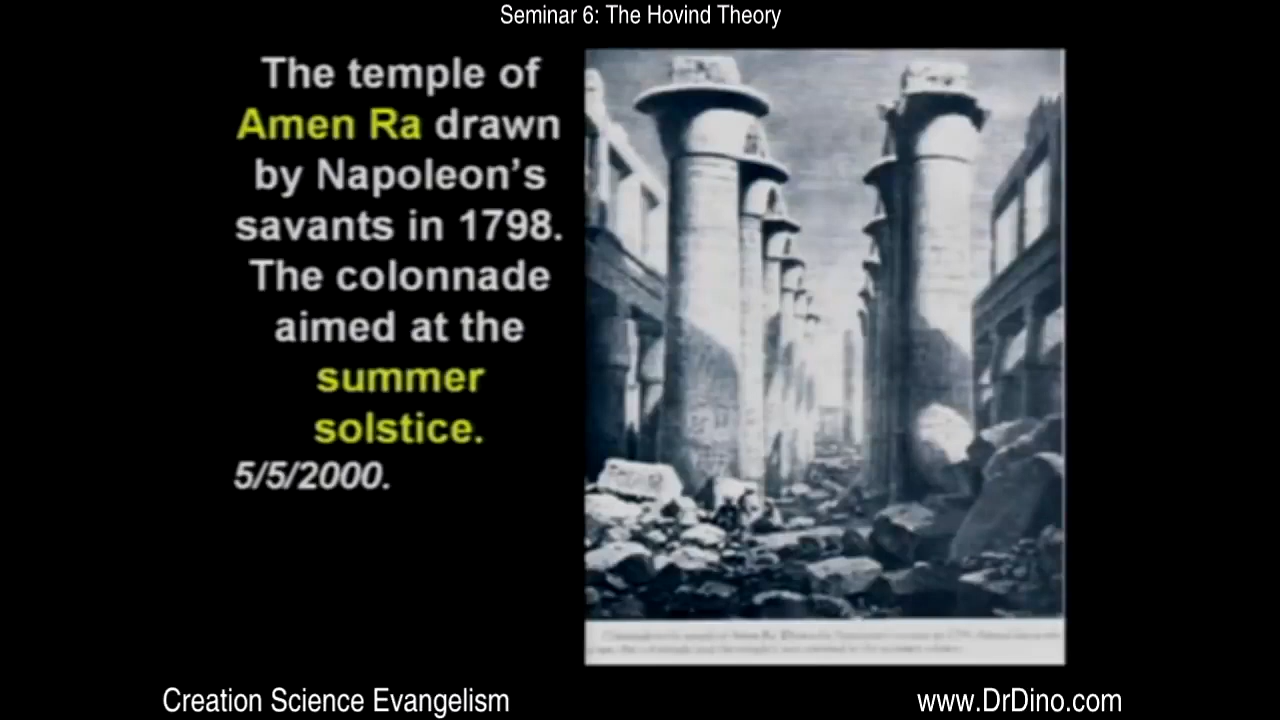 Seminar 6: The Hovind Theory
The temple of
Amen Ra drawn
by Napoleon's
savants in 1798.
The colonnade
aimed at the
summer
solstice.
5/5/2000.
Creation Science Evangelism
www.DrDino.com